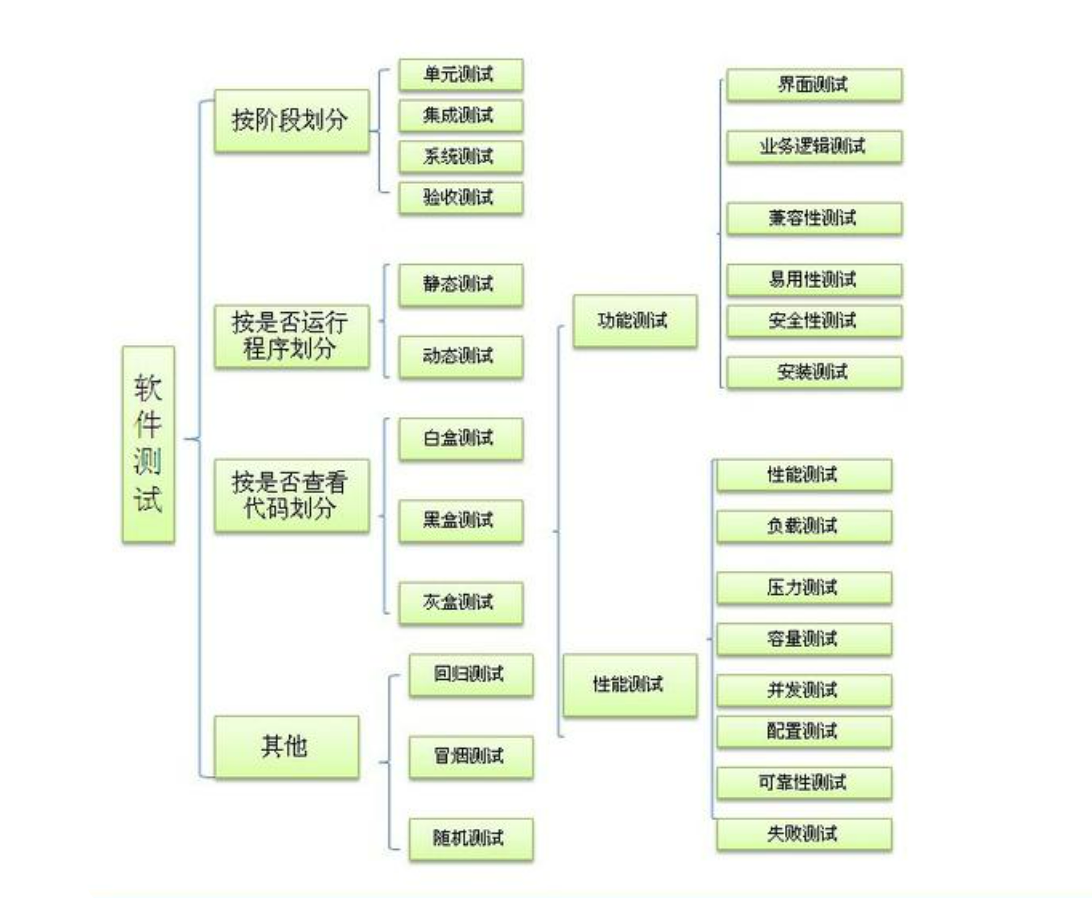 软
件
测
试
按阶段划分
单元测试
集成测试
系统测试
验收测试
按是否运行
程序划分
静态测试
动态测试
按是否查看
代码划分
白盒测试
黑盒测试
灰盒测试
其他
回归测试
冒烟测试
随机测试
功能测试
界面测试
业务逻辑测试
兼容性测试
易用性测试
安全性测试
安装测试
性能测试
性能测试
负载测试
压力测试
容量测试
并发测试
配置测试
可靠性测试
失败测试